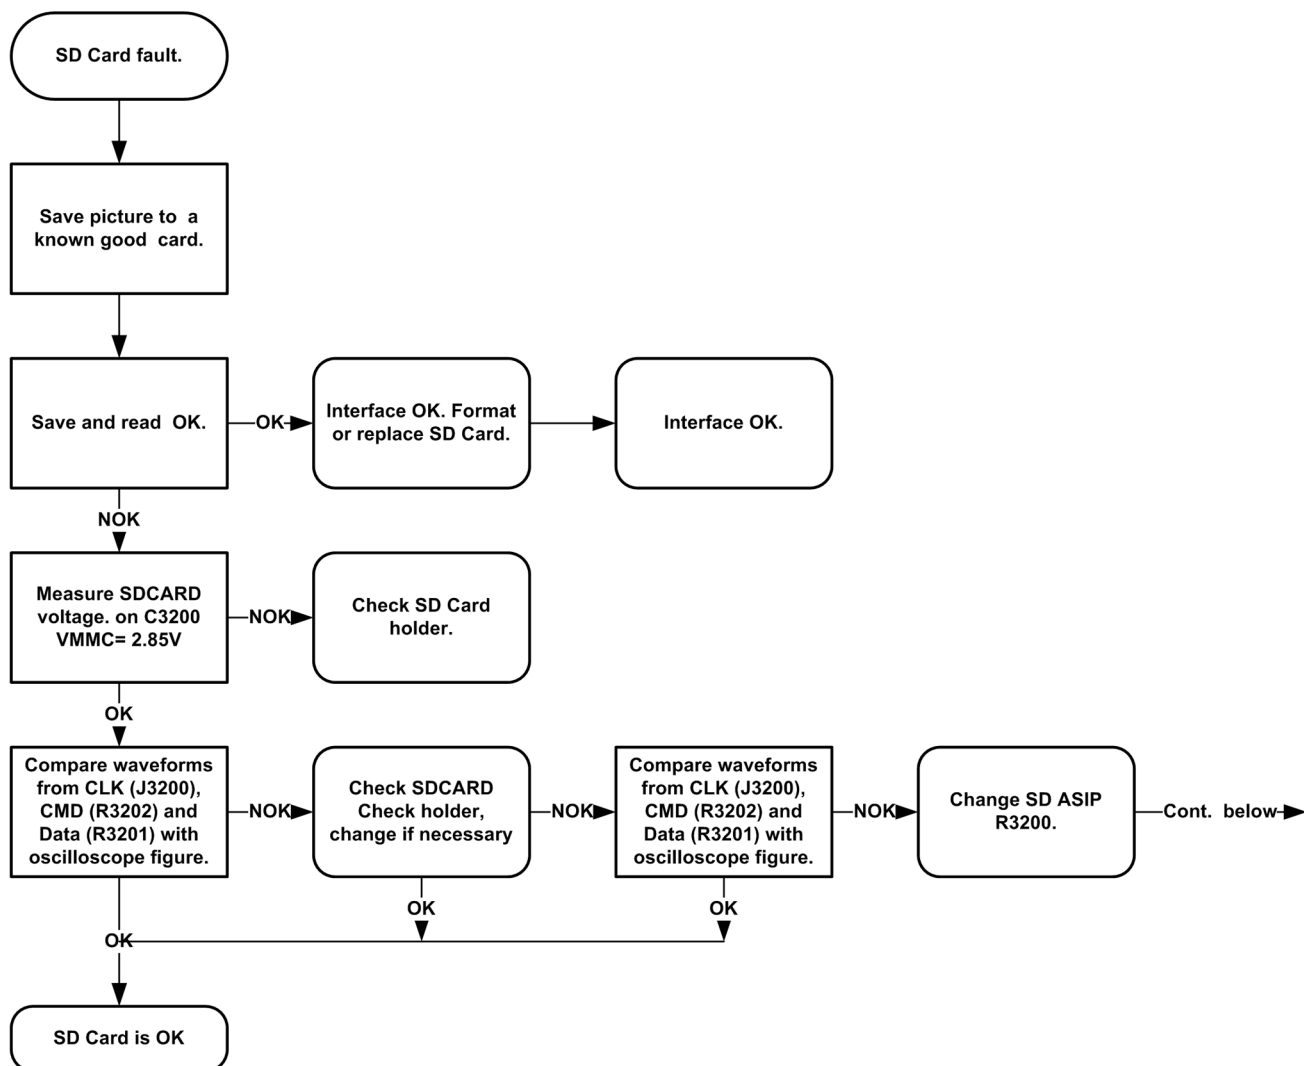 SD Card fault.
Save picture to a
known good card.
Save and read OK.
OK
Interface OK. Format
or replace SD Card.
Interface OK.
NOK
Measure SDCARD
voltage. on C3200
VMMC= 2.85V
NOK
Check SD Card
holder.
OK
Compare waveforms
from CLK (J3200),
CMD (R3202) and
Data (R3201) with
oscilloscope figure.
NOK
Check SDCARD
Check holder,
change if necessary
NOK
Compare waveforms
from CLK (J3200),
CMD (R3202) and
Data (R3201) with
oscilloscope figure.
NOK
Change SD ASIP
R3200.
Cont. below
OK
OK
OK
SD Card is OK